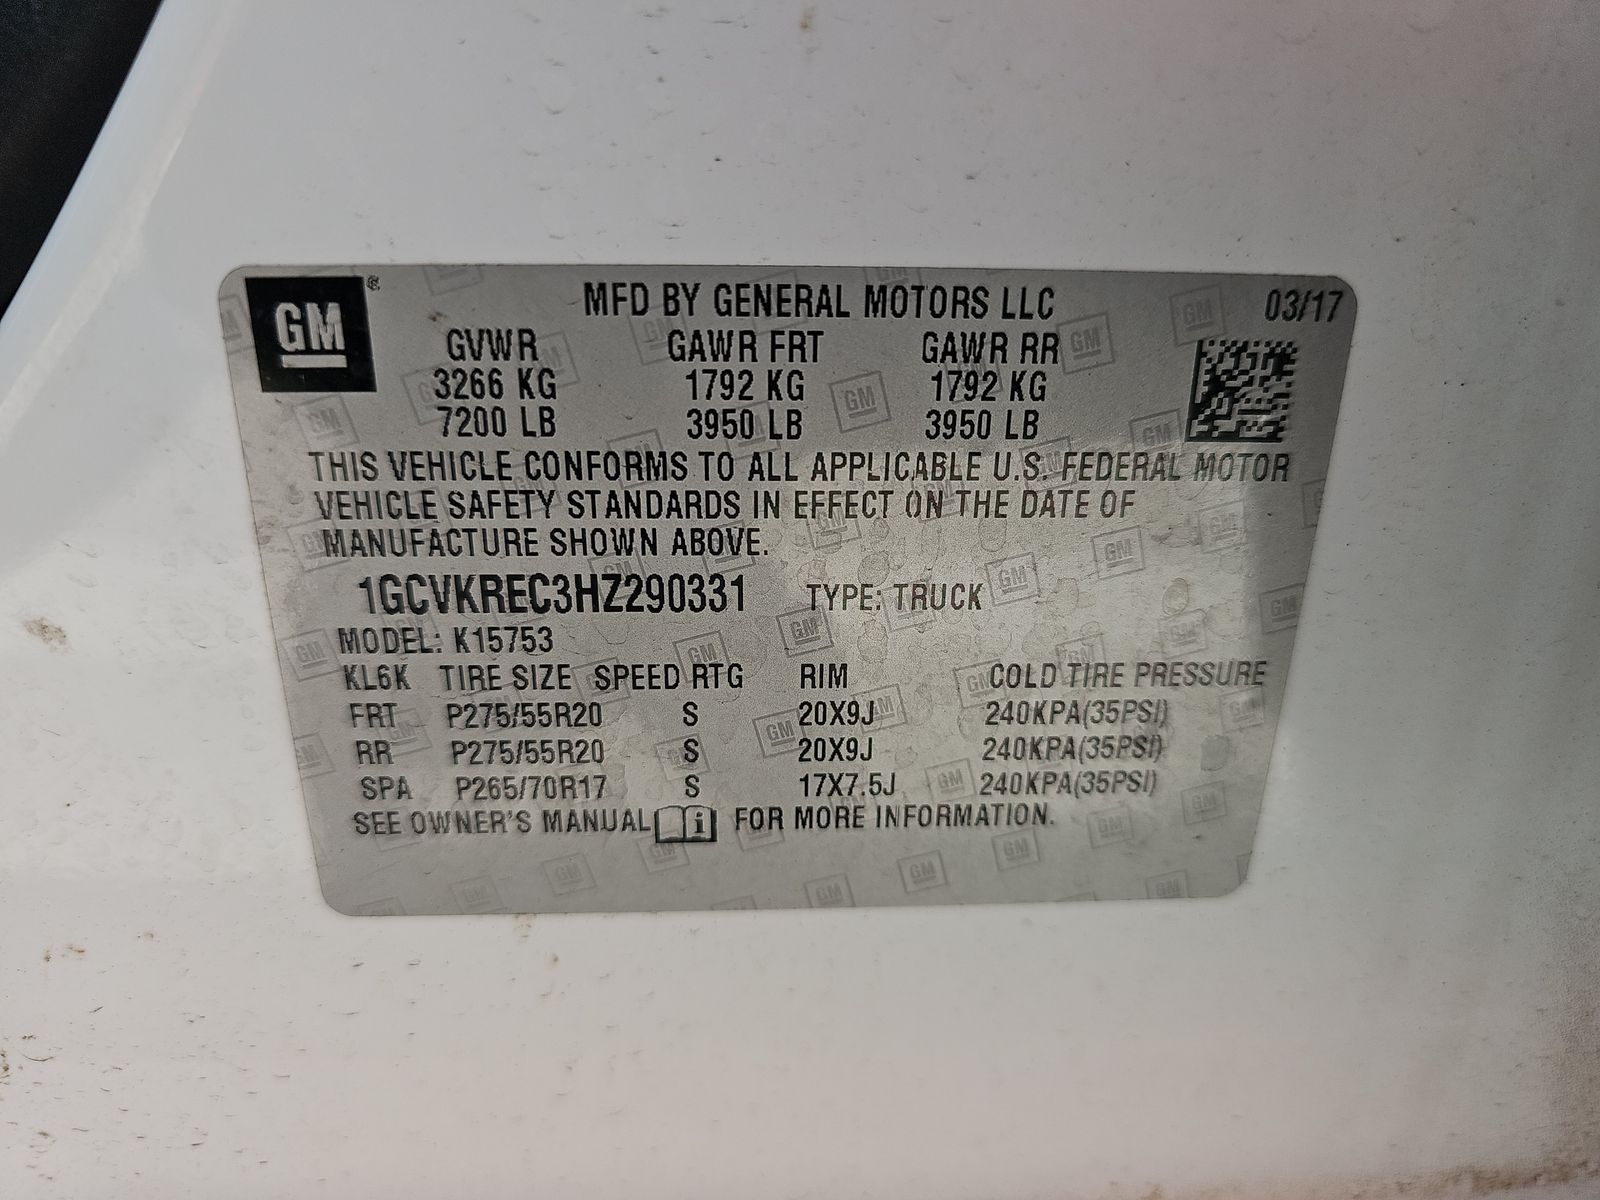 GM
MFD BY GENERAL MOTORS LLC 03/17
GVWR GAWR FRT GAWR RR
3266 KG 1792 KG 1792 KG
7200 LB 3950 LB 3950 LB
THIS VEHICLE CONFORMS TO ALL APPLICABLE U.S. FEDERAL MOTOR
VEHICLE SAFETY STANDARDS IN EFFECT ON THE DATE OF
MANUFACTURE SHOWN ABOVE.
1GCVKREC3HZ290331 TYPE: TRUCK
MODEL: K15753
KL6K TIRE SIZE SPEED RTG RIM COLD TIRE PRESSURE
FRT P275/55R20 S 20X9J 240KPA(35PSI)
RR P275/55R20 S 20X9J 240KPA(35PSI)
SPA P265/70R17 S 17X7.5J 240KPA(35PSI)
SEE OWNER'S MANUAL i FOR MORE INFORMATION.